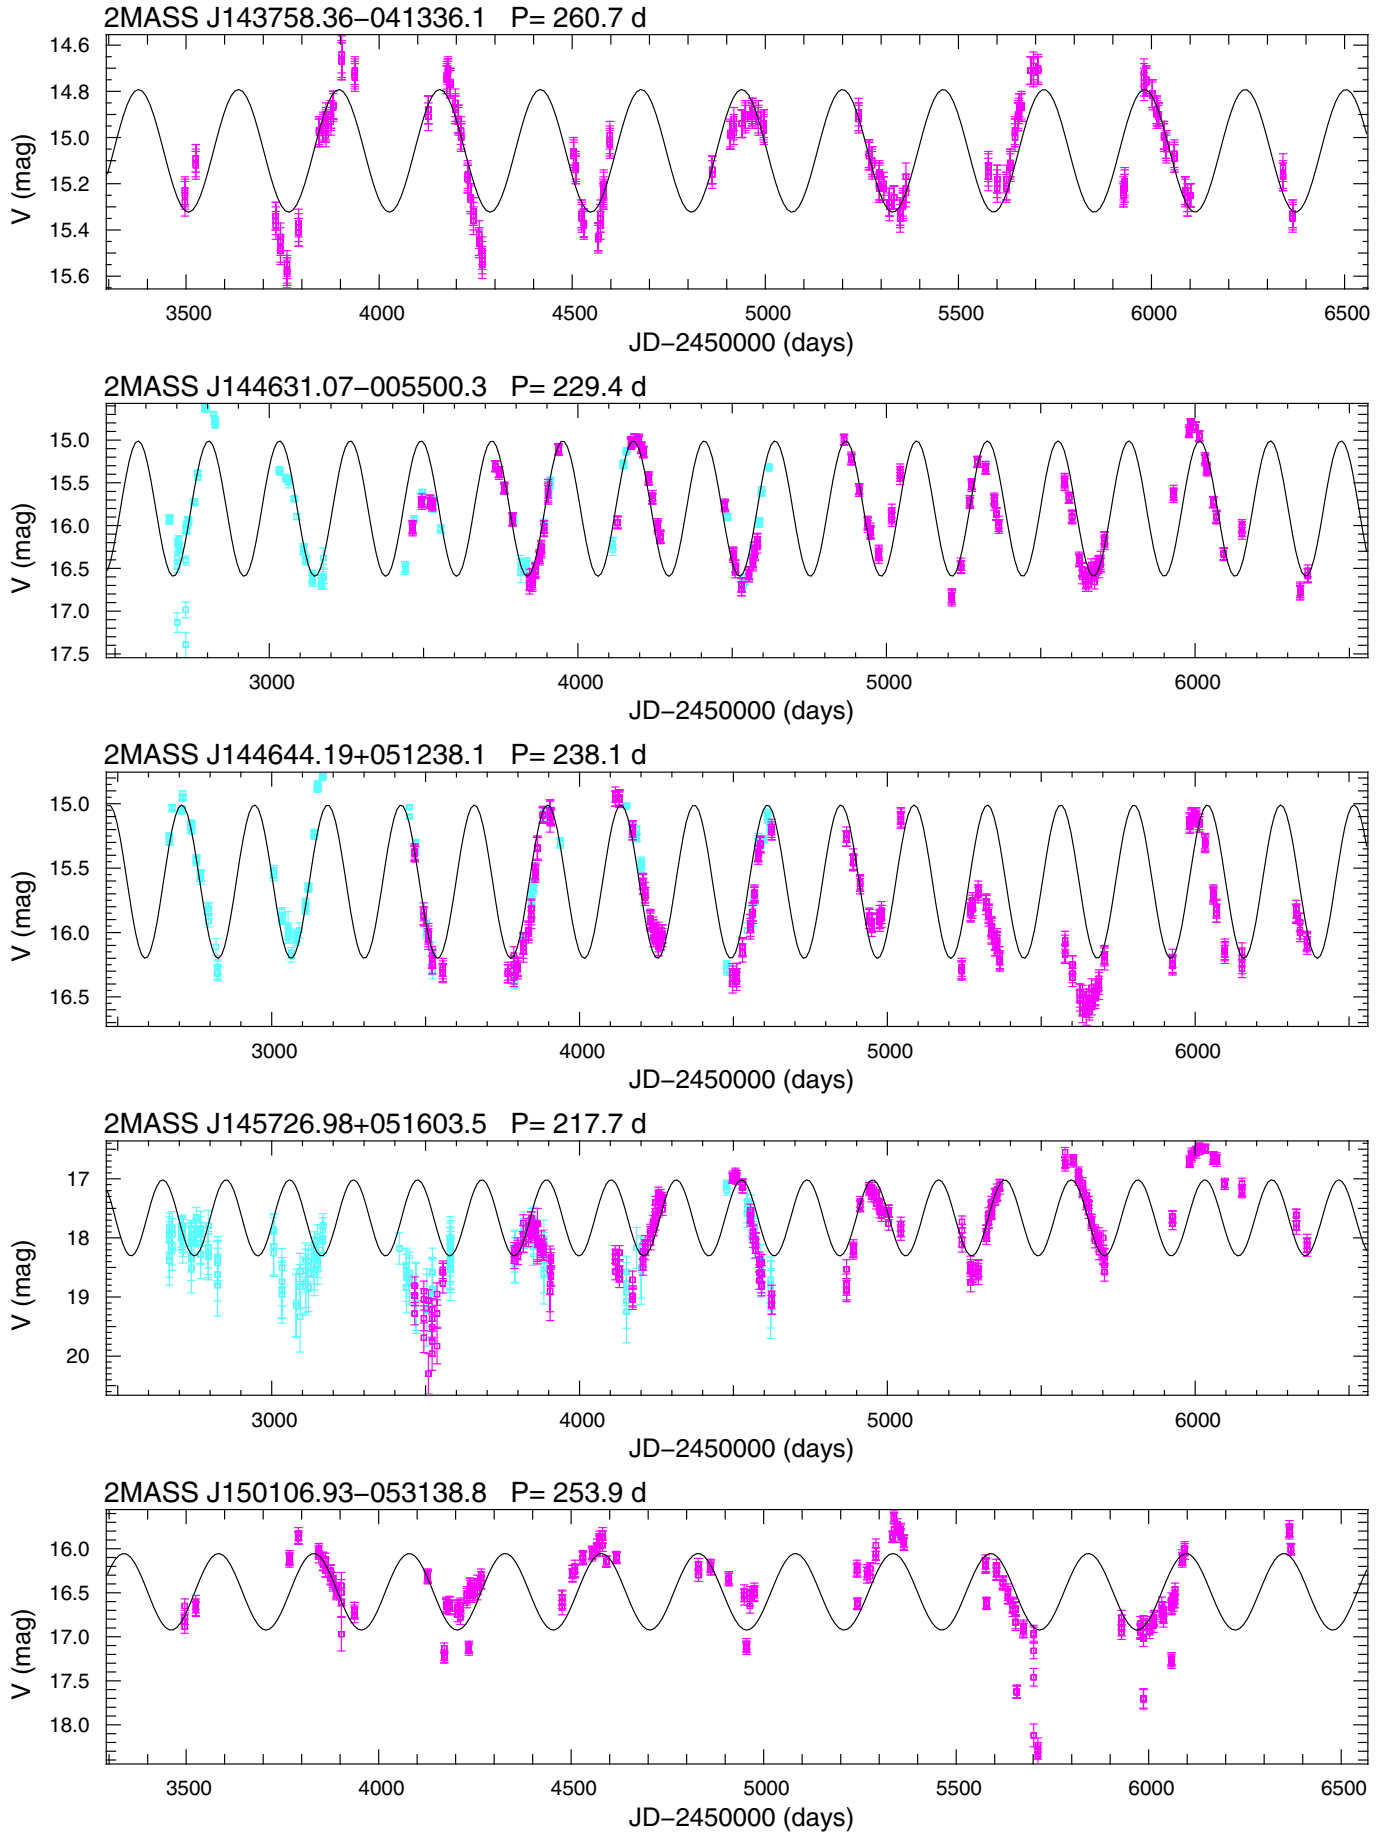 2MASS J143758.36−041336.1 P= 260.7 d
14.6
14.8
15.0
15.2
15.4
15.6
V (mag)
3500 4000 4500 5000 5500 6000 6500
JD−2450000 (days)
2MASS J144631.07−005500.3 P= 229.4 d
15.0
15.5
16.0
16.5
17.0
17.5
V (mag)
3000 4000 5000 6000
JD−2450000 (days)
2MASS J144644.19+051238.1 P= 238.1 d
15.0
15.5
16.0
16.5
V (mag)
3000 4000 5000 6000
JD−2450000 (days)
2MASS J145726.98+051603.5 P= 217.7 d
17
18
19
20
V (mag)
3000 4000 5000 6000
JD−2450000 (days)
2MASS J150106.93−053138.8 P= 253.9 d
16.0
16.5
17.0
17.5
18.0
V (mag)
3500 4000 4500 5000 5500 6000 6500
JD−2450000 (days)